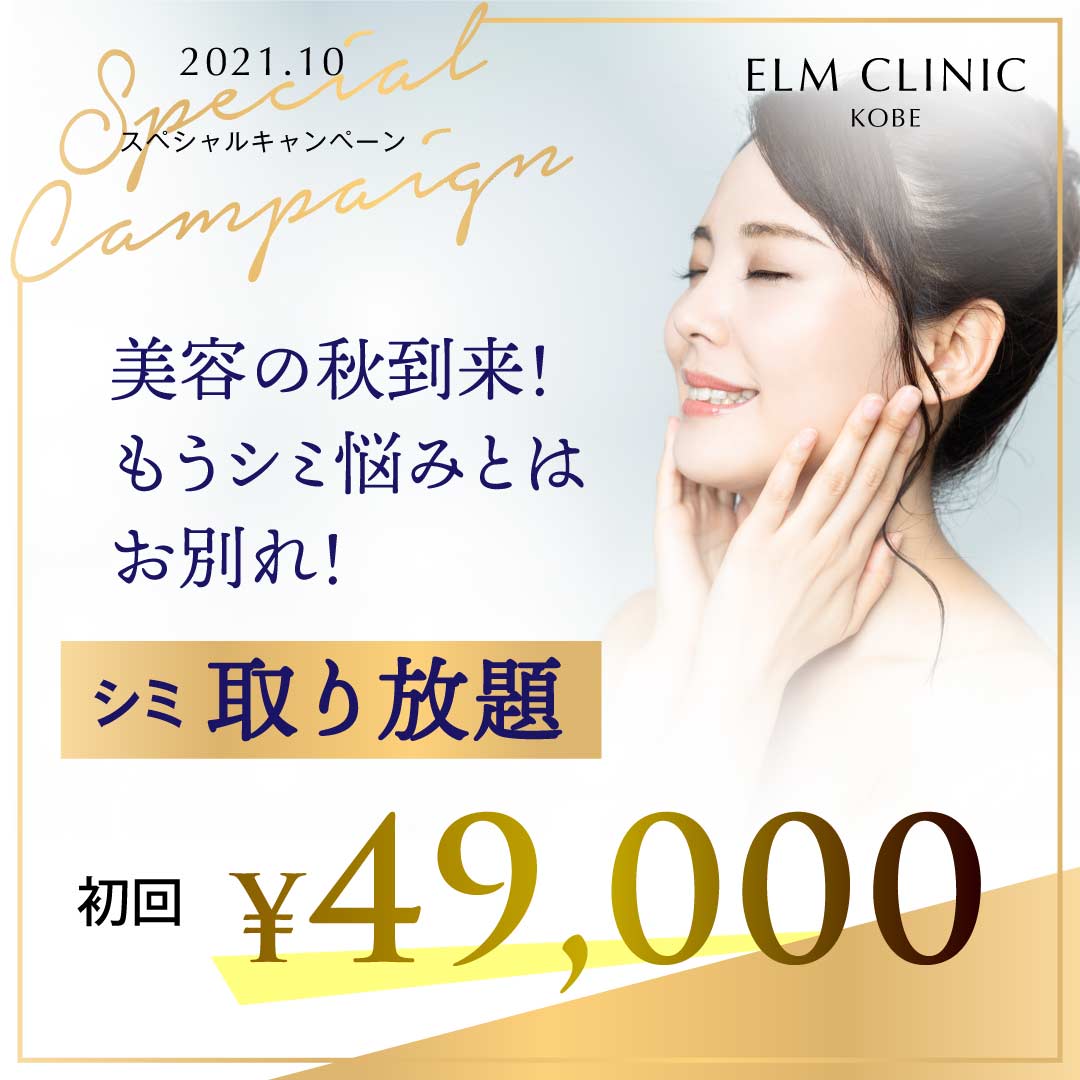 2021.10
Special
スペシャルキャンペーン
Campaign
ELM CLINIC
KOBE
美容の秋到来!
もうシミ悩みとは
お別れ!
シミ取り放題
初回 ¥49,000